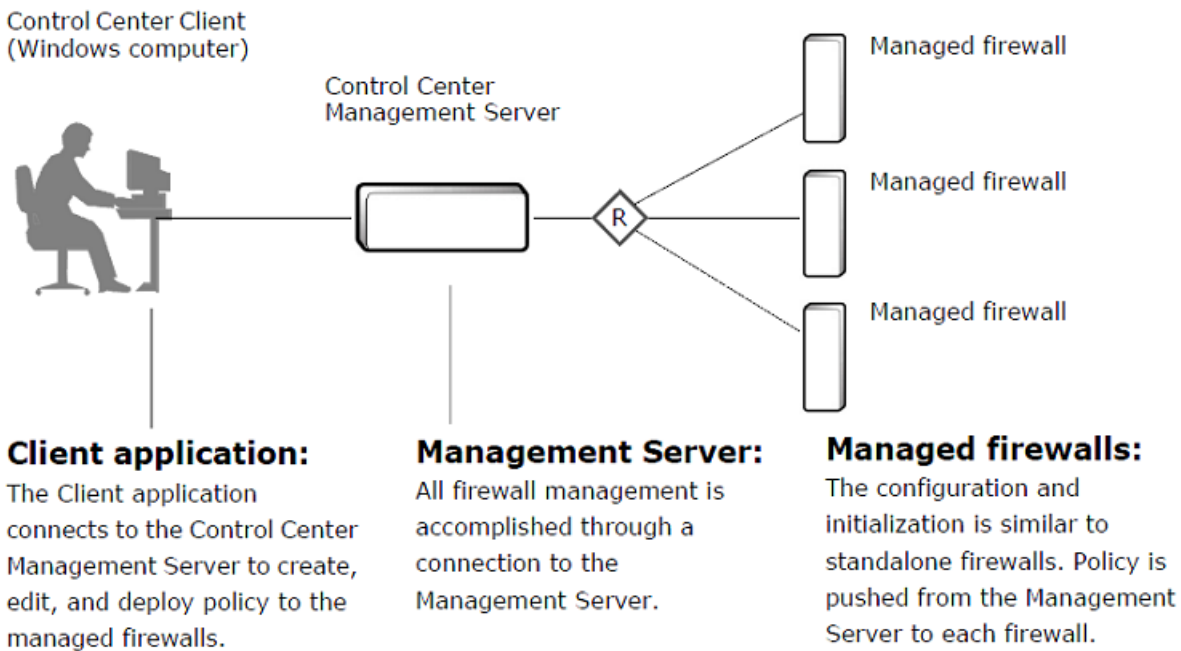 Control Center Client
(Windows computer)
Control Center
Management Server
Managed firewall
Managed firewall
Managed firewall
R
Client application:
The Client application
connects to the Control Center
Management Server to create,
edit, and deploy policy to the
managed firewalls.
Management Server:
All firewall management is
accomplished through a
connection to the
Management Server.
Managed firewalls:
The configuration and
initialization is similar to
standalone firewalls. Policy is
pushed from the Management
Server to each firewall.